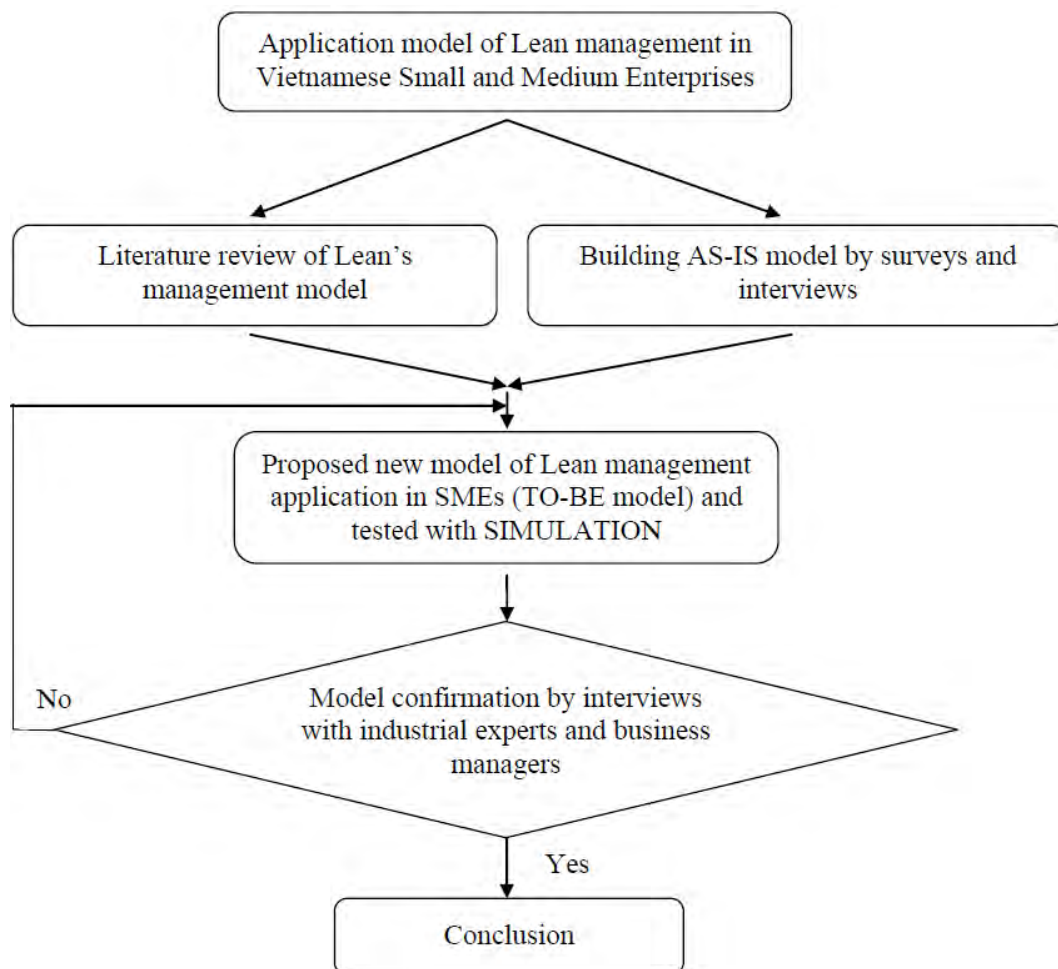 Application model of Lean management in
Vietnamese Small and Medium Enterprises
Literature review of Lean's
management model
Building AS-IS model by surveys and
interviews
Proposed new model of Lean management
application in SMEs (TO-BE model) and
tested with SIMULATION
No
Model confirmation by interviews
with industrial experts and business
managers
Yes
Conclusion